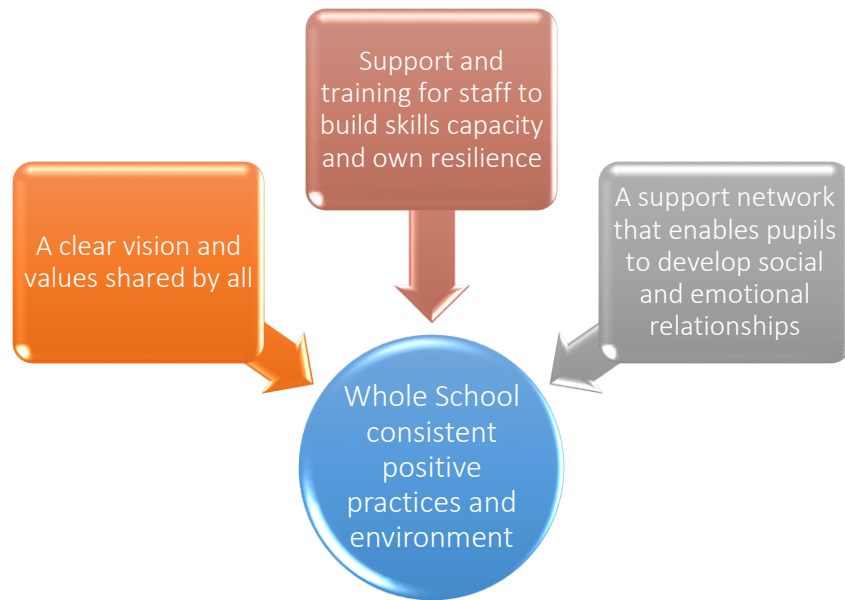 Support and
training for staff to
build skills capacity
and own resilience
A clear vision and
values shared by all
A support network
that enables pupils
to develop social
and emotional
relationships
Whole School
consistent
positive
practices and
environment